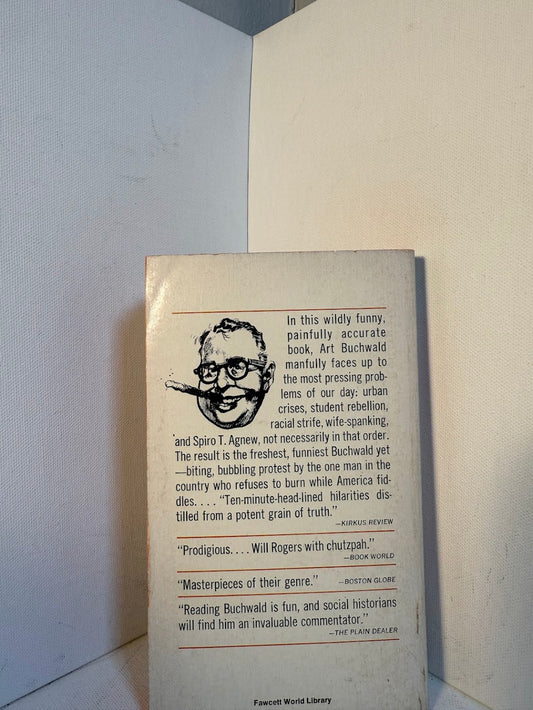 In this wildly funny,
painfully accurate
book, Art Buchwald
manfully faces up to
the most pressing prob-
lems of our day: urban
crises, student rebellion,
racial strife, wife-spanking,
and Spiro T. Agnew, not necessarily in that order.
The result is the freshest, funniest Buchwald yet
—biting, bubbling protest by the one man in the
country who refuses to burn while America fid-
dles. . . . “Ten-minute-head-lined hilarities dis-
tilled from a potent grain of truth.”
—KIRKUS REVIEW
“Prodigious. . . . Will Rogers with chutzpah.”
—BOOK WORLD
“Masterpieces of their genre.” —BOSTON GLOBE
“Reading Buchwald is fun, and social historians
will find him an invaluable commentator.”
—THE PLAIN DEALER
Fawcett World Library